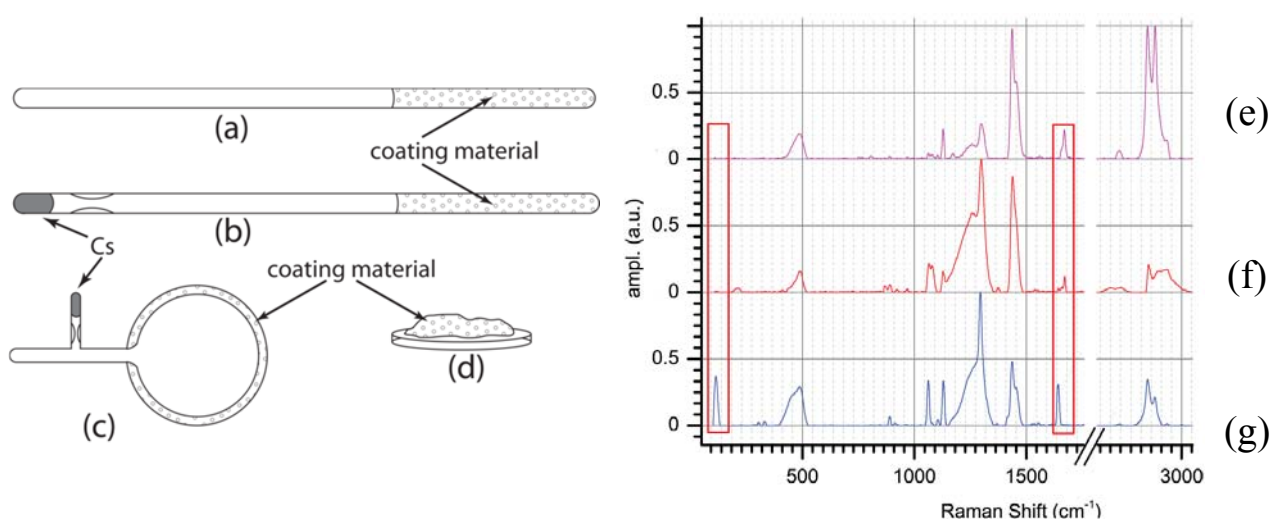 (a)
coating material
(b)
Cs
coating material
(c)
(d)
ampl. (a.u.)
0.5
0
0.5
0
0.5
0
500
1000
3000
Raman Shift (cm⁻¹)
(e)
(f)
(g)